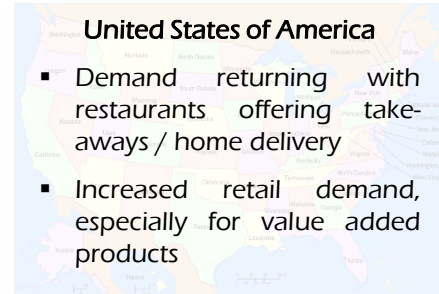 United States of America
▪ Demand returning with
restaurants offering take-
aways / home delivery
▪ Increased retail demand,
especially for value added
products